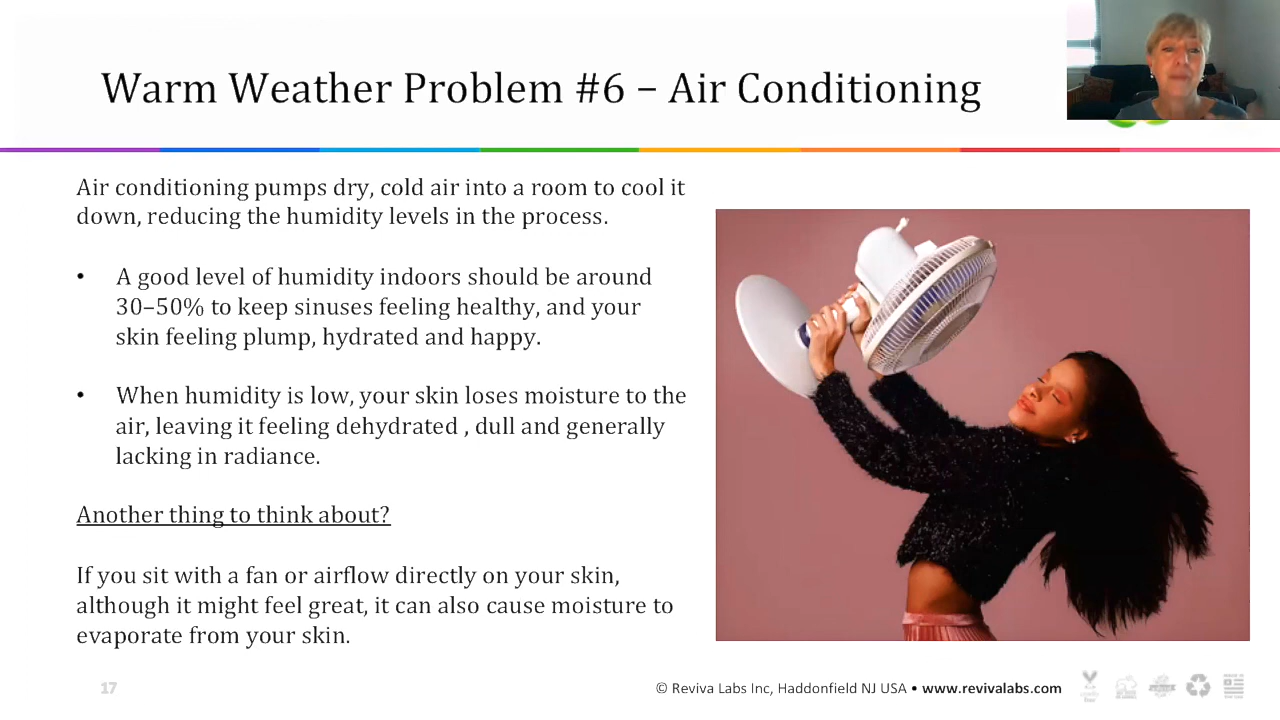 Warm Weather Problem #6 – Air Conditioning
Air conditioning pumps dry, cold air into a room to cool it
down, reducing the humidity levels in the process.
• A good level of humidity indoors should be around
30–50% to keep sinuses feeling healthy, and your
skin feeling plump, hydrated and happy.
• When humidity is low, your skin loses moisture to the
air, leaving it feeling dehydrated , dull and generally
lacking in radiance.
Another thing to think about?
If you sit with a fan or airflow directly on your skin,
although it might feel great, it can also cause moisture to
evaporate from your skin.
17
© Reviva Labs Inc, Haddonfield NJ USA • www.revivalabs.com